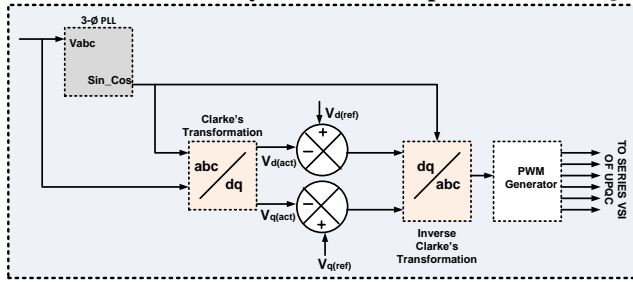 3-Ø PLL
Vabc
Sin_Cos
Clarke's
Transformation
abc
dq
Vd(ref)
+
−
Vd(act)
Vq(act)
−
+
Vq(ref)
dq
abc
Inverse
Clarke's
Transformation
PWM
Generator
TO SERIES VSI
OF UPQC